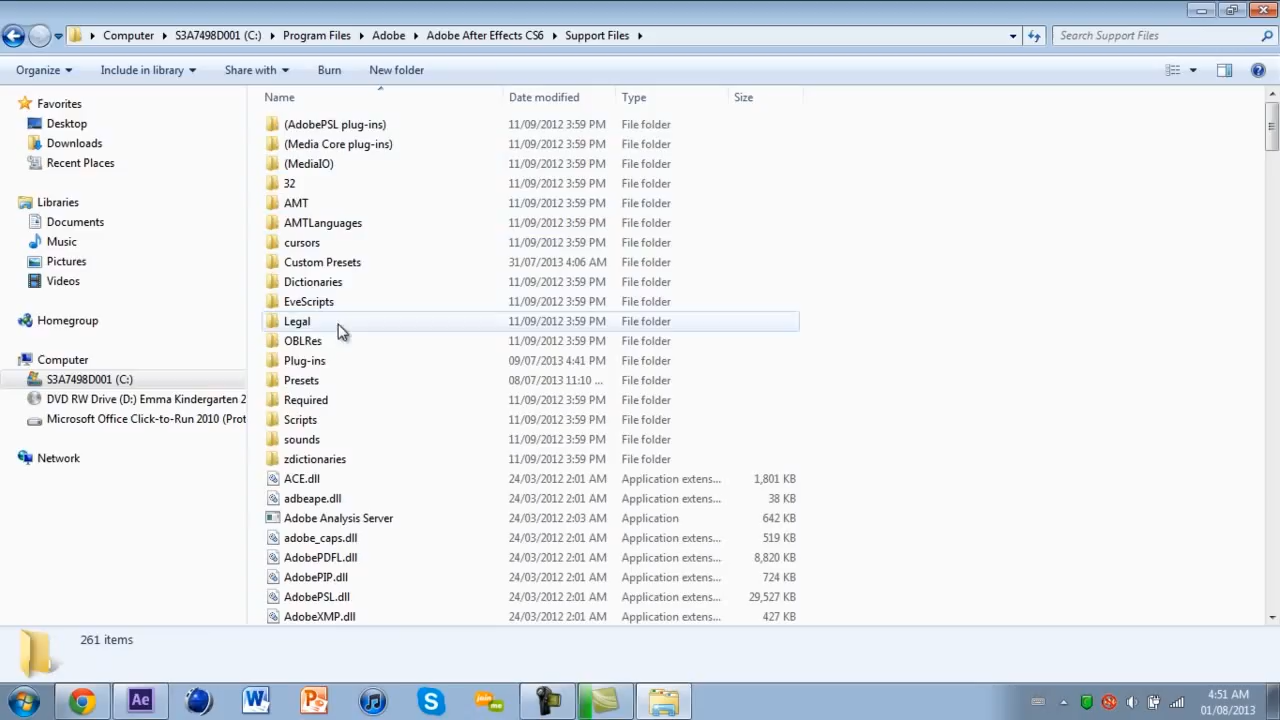 Computer S3A7498D001 (C:) Program Files Adobe Adobe After Effects CS6 Support Files Search Support Files
Organize Include in library Share with Burn New folder
Favorites
Desktop
Downloads
Recent Places
Libraries
Documents
Music
Pictures
Videos
Homegroup
Computer
S3A7498D001 (C:)
DVD RW Drive (D:) Emma Kindergarten 2
Microsoft Office Click-to-Run 2010 (Prot
Network
Name Date modified Type Size
(AdobePSL plug-ins) 11/09/2012 3:59 PM File folder
(Media Core plug-ins) 11/09/2012 3:59 PM File folder
(MediaIO) 11/09/2012 3:59 PM File folder
32 11/09/2012 3:59 PM File folder
AMT 11/09/2012 3:59 PM File folder
AMTLanguages 11/09/2012 3:59 PM File folder
cursors 11/09/2012 3:59 PM File folder
Custom Presets 31/07/2013 4:06 AM File folder
Dictionaries 11/09/2012 3:59 PM File folder
EveScripts 11/09/2012 3:59 PM File folder
Legal 11/09/2012 3:59 PM File folder
OBLRes 11/09/2012 3:59 PM File folder
Plug-ins 09/07/2013 4:41 PM File folder
Presets 08/07/2013 11:10 ... File folder
Required 11/09/2012 3:59 PM File folder
Scripts 11/09/2012 3:59 PM File folder
sounds 11/09/2012 3:59 PM File folder
zdictionaries 11/09/2012 3:59 PM File folder
ACE.dll 24/03/2012 2:01 AM Application extens... 1,801 KB
adbeape.dll 24/03/2012 2:01 AM Application extens... 38 KB
Adobe Analysis Server 24/03/2012 2:03 AM Application 642 KB
adobe_caps.dll 24/03/2012 2:01 AM Application extens... 519 KB
AdobePDFL.dll 24/03/2012 2:01 AM Application extens... 8,820 KB
AdobePIP.dll 24/03/2012 2:01 AM Application extens... 724 KB
AdobePSL.dll 24/03/2012 2:01 AM Application extens... 29,527 KB
AdobeXMP.dll 24/03/2012 2:01 AM Application extens... 427 KB
261 items
Ae
W
P
S
join.me
4:51 AM
01/08/2013